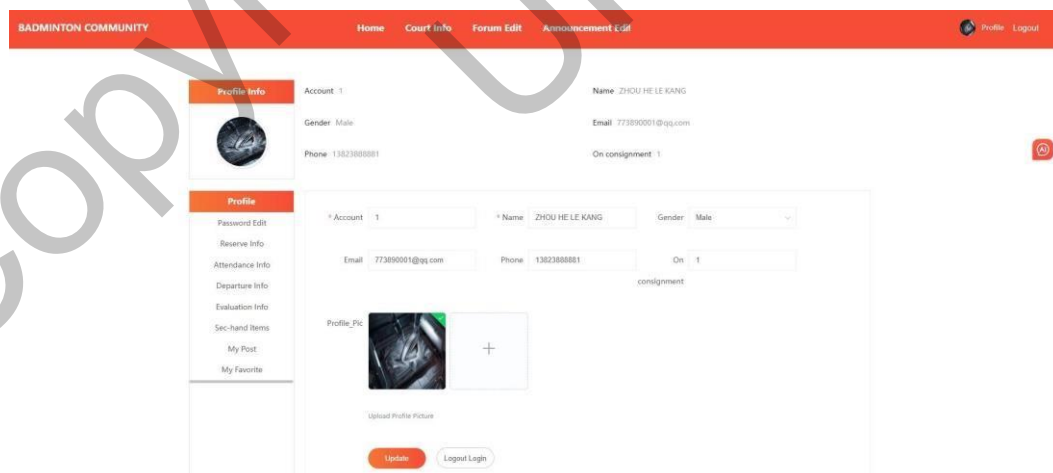 BADMINTON COMMUNITY Home Court Info Forum Edit Announcement Edit Profile Logout
Profile Info
Account 1 Name ZHOU HE LE KANG
Gender Male Email 773890001@qq.com
Phone 13823888881 On consignment 1
AI
Profile
Password Edit
Reserve Info
Attendance Info
Departure Info
Evaluation Info
Sec-hand items
My Post
My Favorite
* Account 1 * Name ZHOU HE LE KANG Gender Male
Email 773890001@qq.com Phone 13823888881 On consignment 1
Profile_Pic
Upload Profile Picture
Update Logout Login
Copy